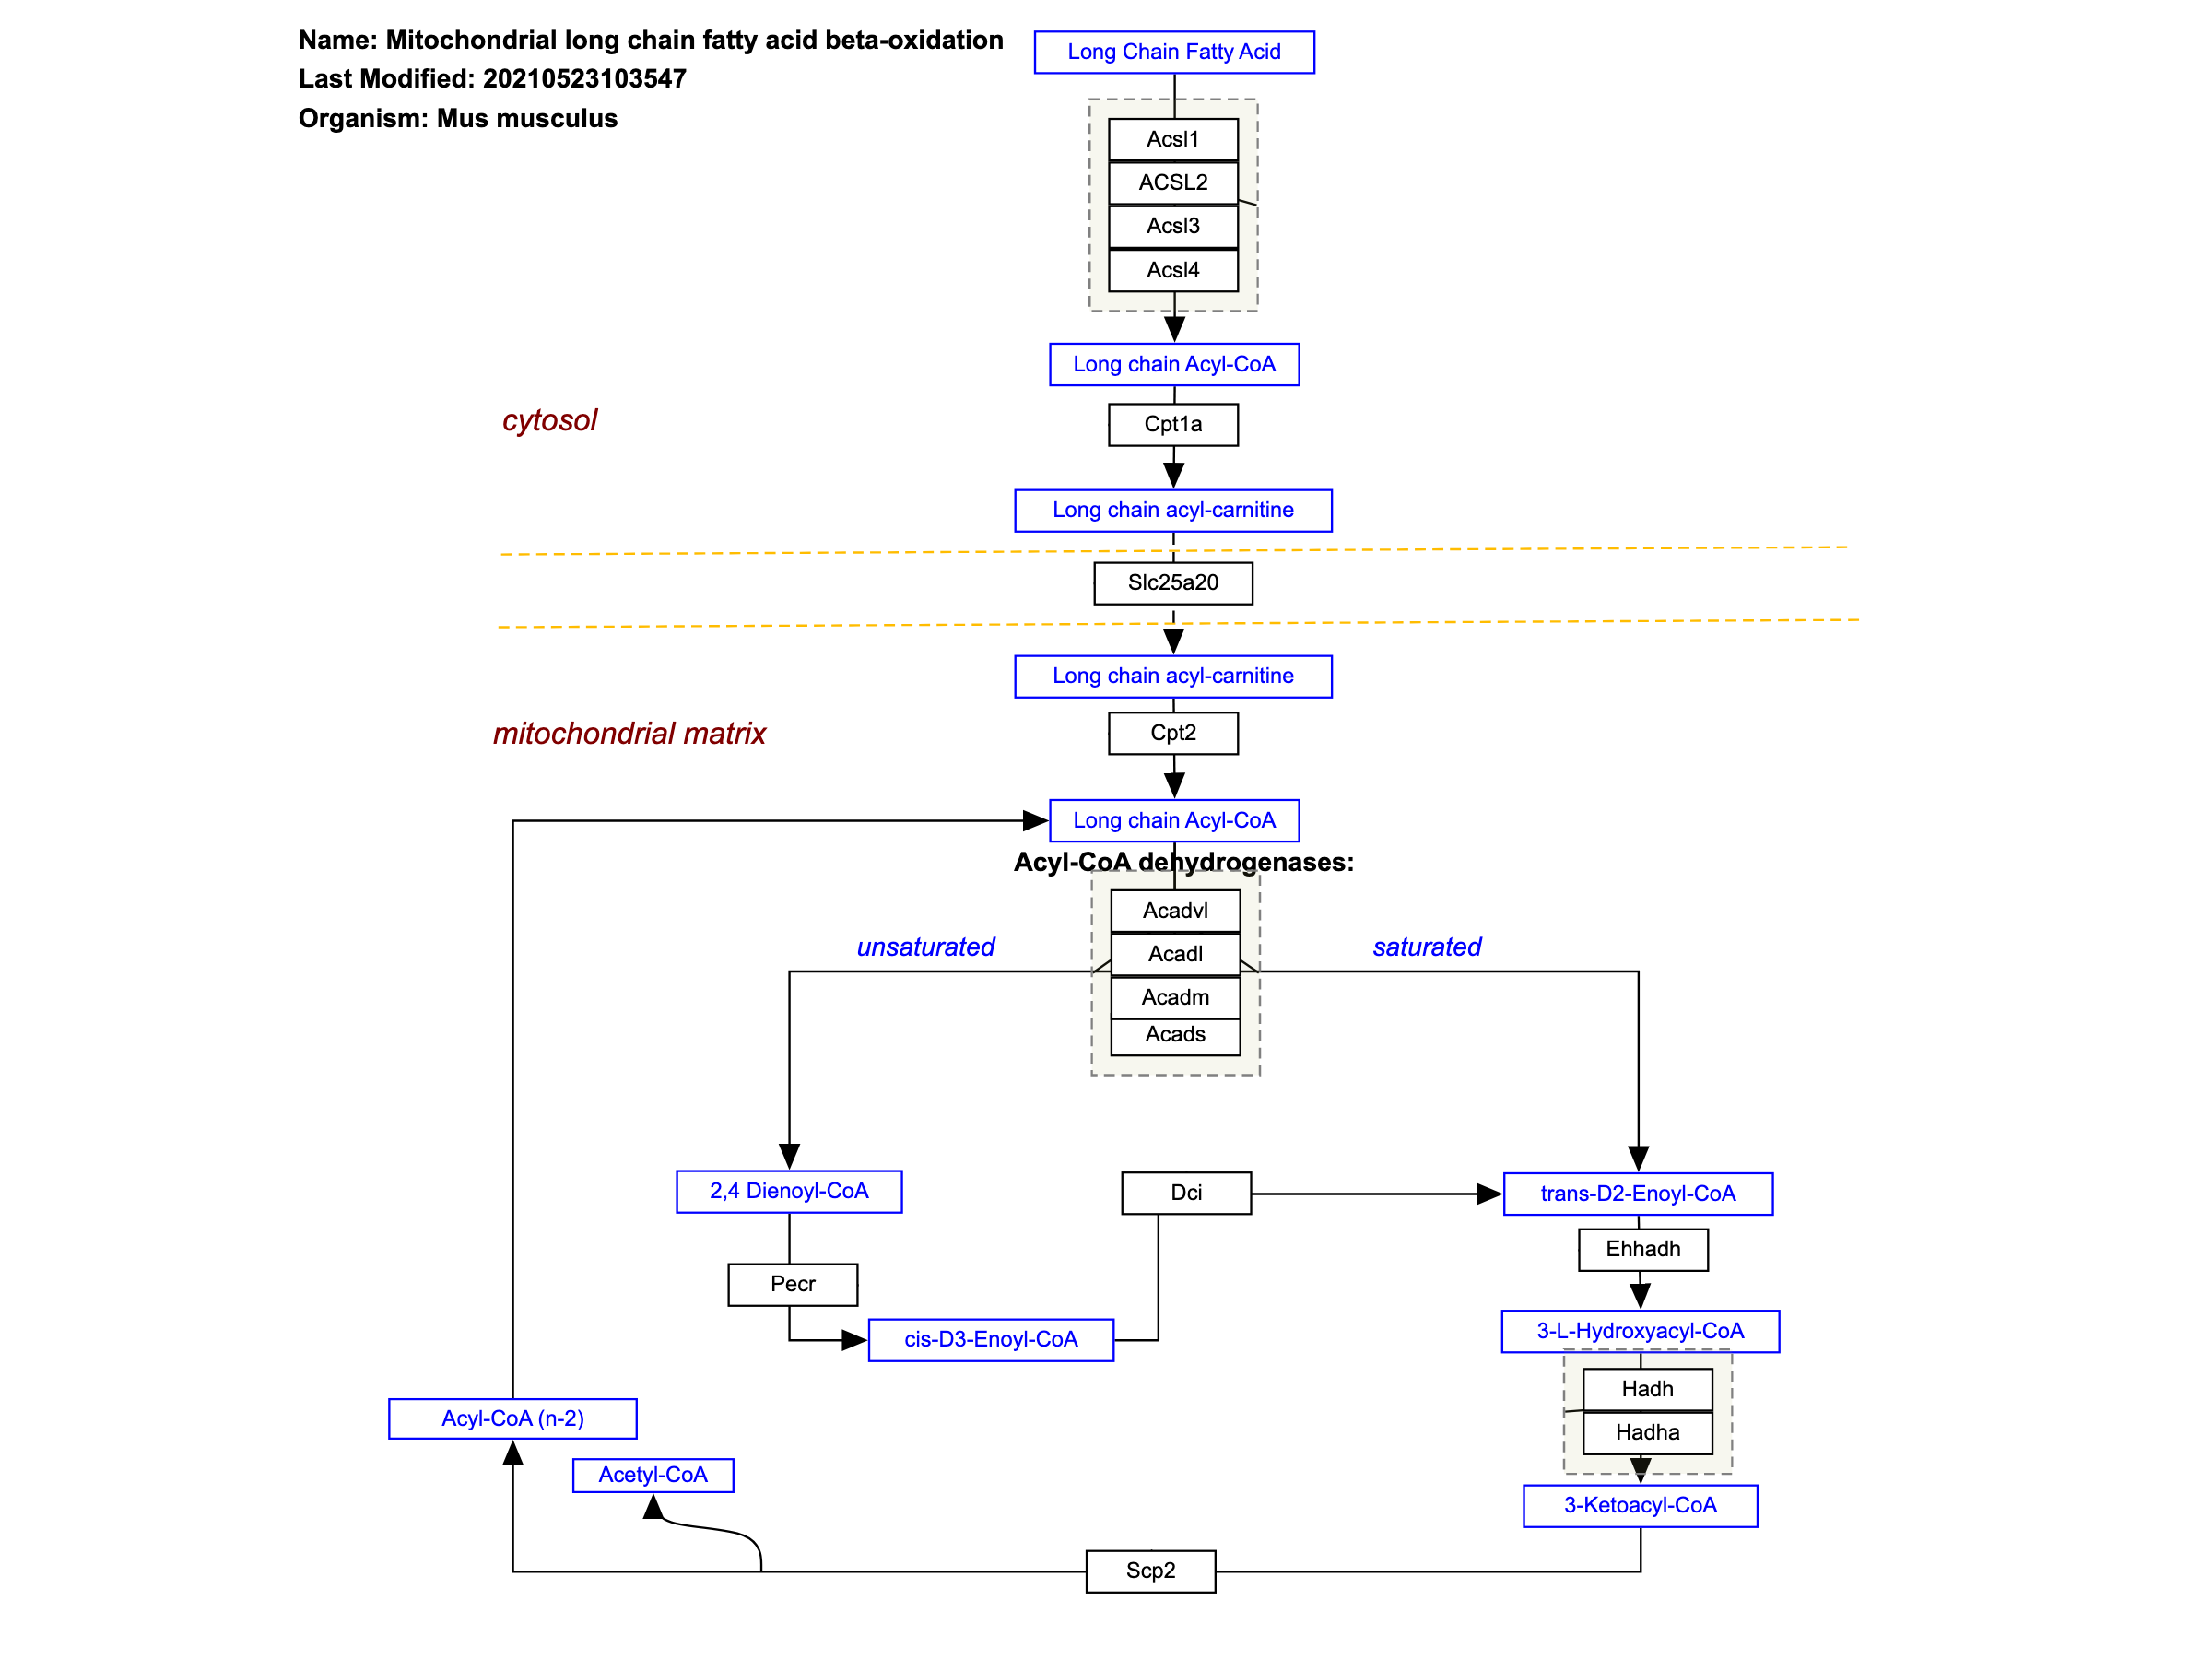 Name: Mitochondrial long chain fatty acid beta-oxidation
Last Modified: 20210523103547
Organism: Mus musculus
Long Chain Fatty Acid
Acsl1
ACSL2
Acsl3
Acsl4
Long chain Acyl-CoA
cytosol
Cpt1a
Long chain acyl-carnitine
Slc25a20
Long chain acyl-carnitine
mitochondrial matrix
Cpt2
Long chain Acyl-CoA
Acyl-CoA dehydrogenases:
Acadvl
unsaturated
Acadl
saturated
Acadm
Acads
2,4 Dienoyl-CoA
Dci
trans-D2-Enoyl-CoA
Ehhadh
Pecr
cis-D3-Enoyl-CoA
3-L-Hydroxyacyl-CoA
Hadh
Acyl-CoA (n-2)
Hadha
Acetyl-CoA
3-Ketoacyl-CoA
Scp2